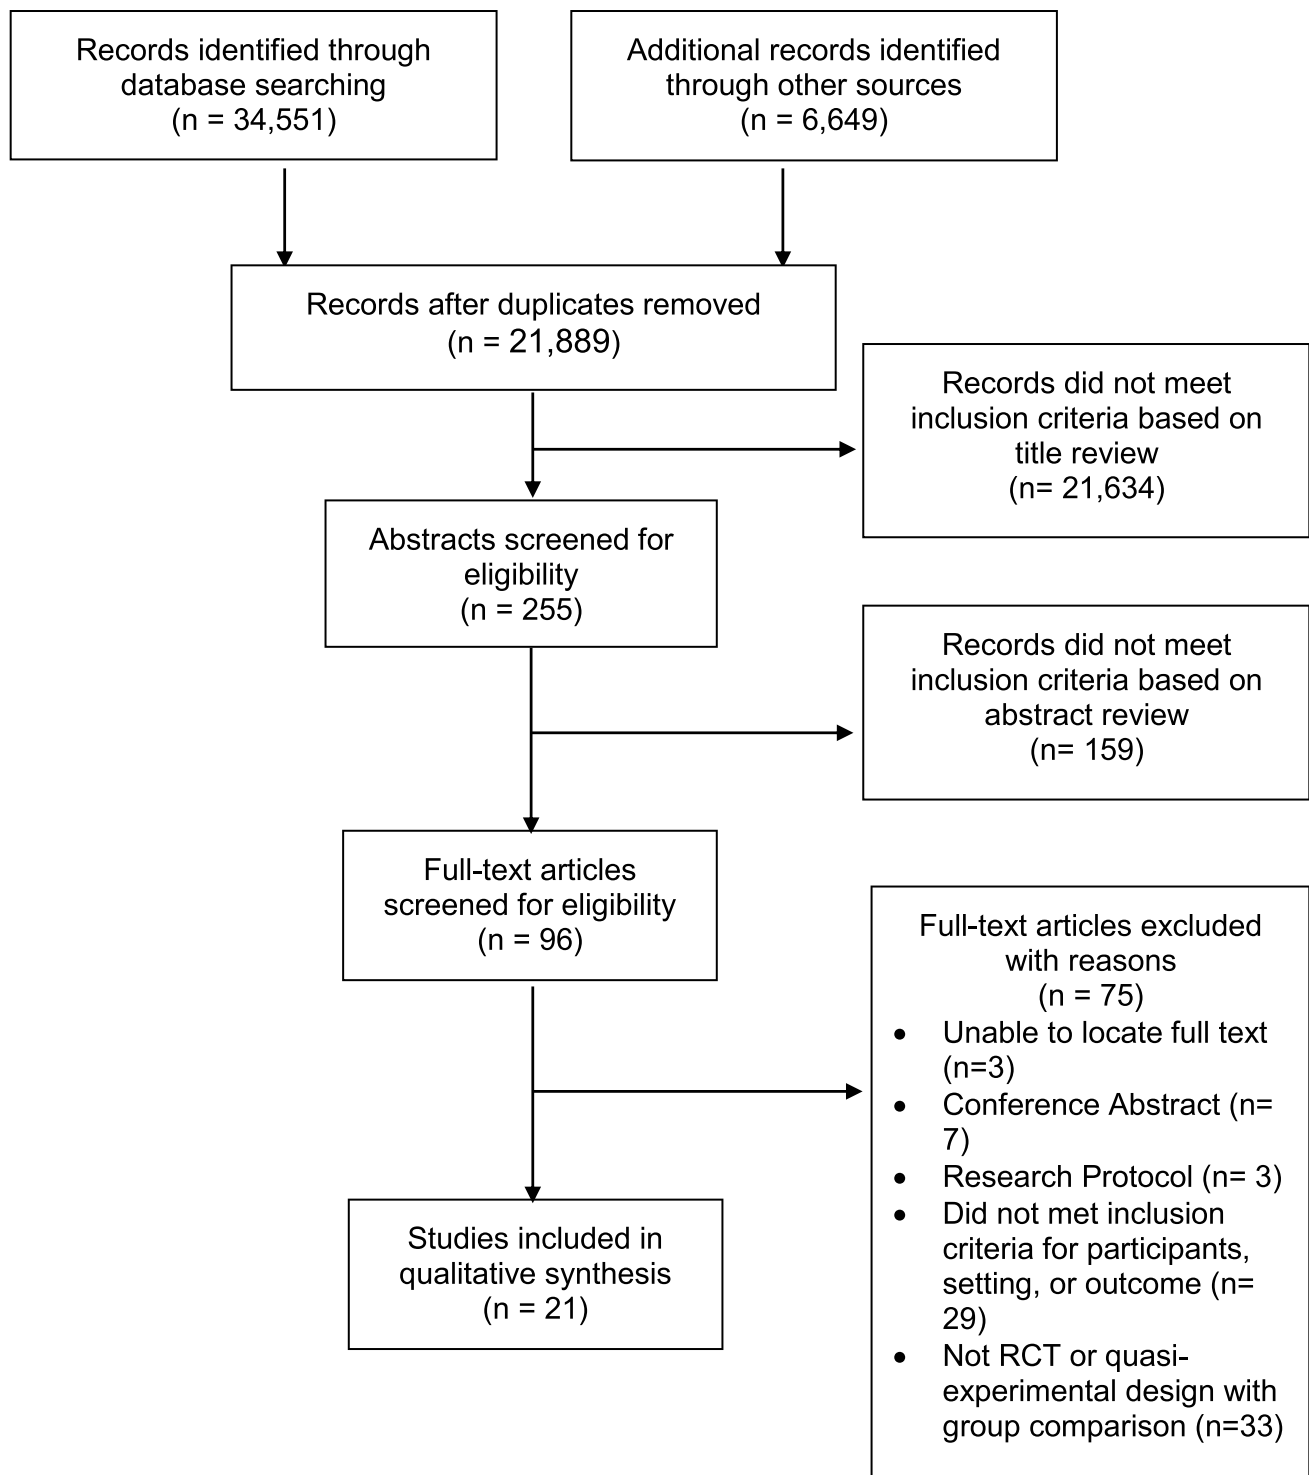 Records identified through
database searching
(n = 34,551)
Additional records identified
through other sources
(n = 6,649)
Records after duplicates removed
(n = 21,889)
Records did not meet
inclusion criteria based on
title review
(n= 21,634)
Abstracts screened for
eligibility
(n = 255)
Records did not meet
inclusion criteria based on
abstract review
(n= 159)
Full-text articles
screened for eligibility
(n = 96)
Full-text articles excluded
with reasons
(n = 75)
• Unable to locate full text
(n=3)
• Conference Abstract (n=
7)
• Research Protocol (n= 3)
• Did not met inclusion
criteria for participants,
setting, or outcome (n=
29)
• Not RCT or quasi-
experimental design with
group comparison (n=33)
Studies included in
qualitative synthesis
(n = 21)